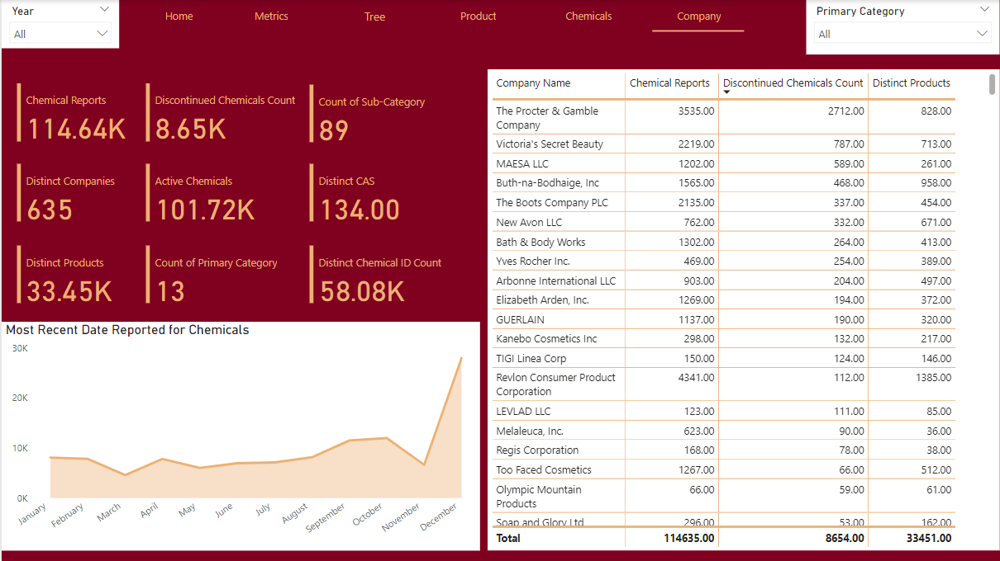 Year
All
Home
Metrics
Tree
Product
Chemicals
Company
Primary Category
All
Chemical Reports
114.64K
Discontinued Chemicals Count
8.65K
Count of Sub-Category
89
Distinct Companies
635
Active Chemicals
101.72K
Distinct CAS
134.00
Distinct Products
33.45K
Count of Primary Category
13
Distinct Chemical ID Count
58.08K
Most Recent Date Reported for Chemicals
30K
20K
10K
0K
January
February
March
April
May
June
July
August
September
October
November
December
Company Name Chemical Reports Discontinued Chemicals Count Distinct Products
The Procter & Gamble 3535.00 2712.00 828.00
Company
Victoria's Secret Beauty 2219.00 787.00 713.00
MAESA LLC 1202.00 589.00 261.00
Buth-na-Bodhaige, Inc 1565.00 468.00 958.00
The Boots Company PLC 2135.00 337.00 454.00
New Avon LLC 762.00 332.00 671.00
Bath & Body Works 1302.00 264.00 413.00
Yves Rocher Inc. 469.00 254.00 389.00
Arbonne International LLC 903.00 204.00 497.00
Elizabeth Arden, Inc. 1269.00 194.00 372.00
GUERLAIN 1137.00 190.00 320.00
Kanebo Cosmetics Inc 298.00 132.00 217.00
TIGI Linea Corp 150.00 124.00 146.00
Revlon Consumer Product 4341.00 112.00 1385.00
Corporation
LEVLAD LLC 123.00 111.00 85.00
Melaleuca, Inc. 623.00 90.00 36.00
Regis Corporation 168.00 78.00 38.00
Too Faced Cosmetics 1267.00 66.00 512.00
Olympic Mountain 66.00 59.00 61.00
Products
Soap and Glory Ltd 296.00 53.00 162.00
Total 114635.00 8654.00 33451.00